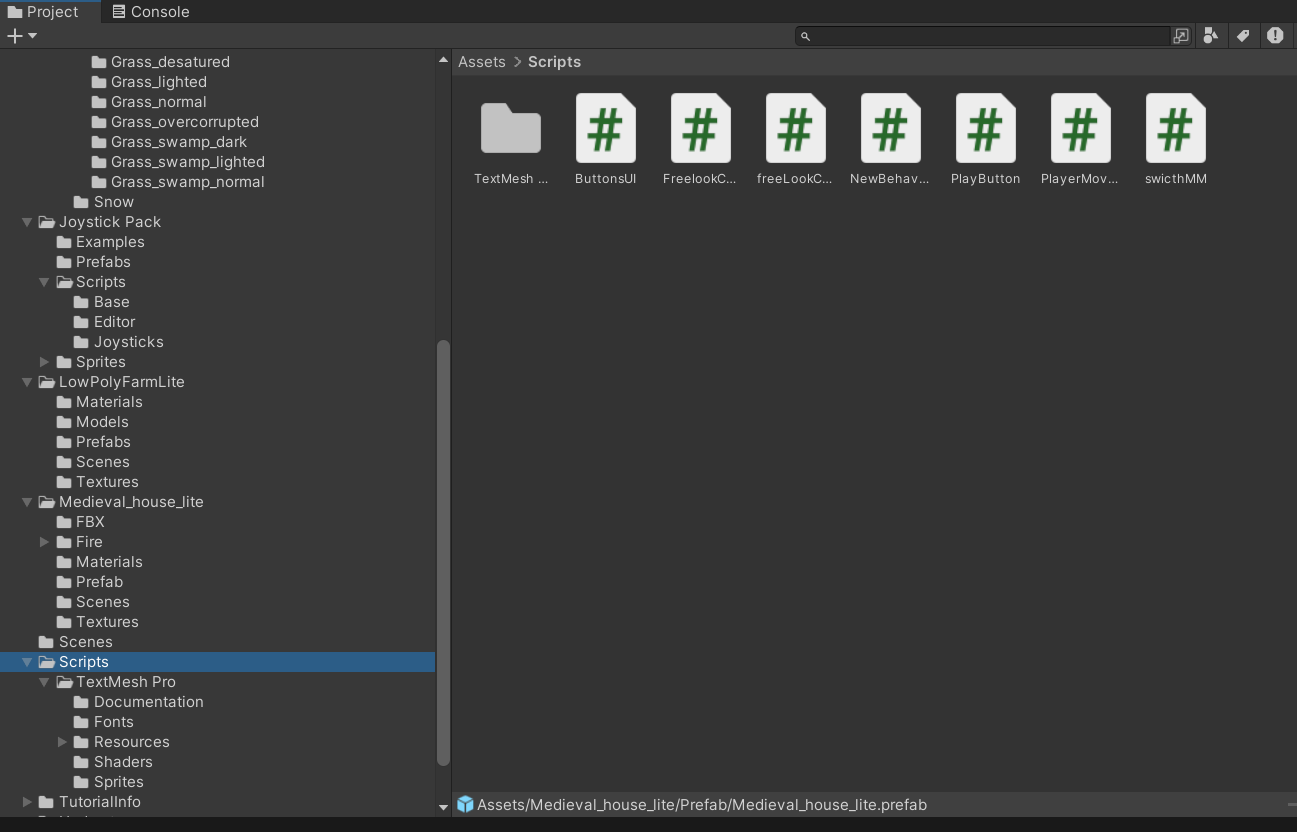 Project
Console
Grass_desatured
Grass_lighted
Grass_normal
Grass_overcorrupted
Grass_swamp_dark
Grass_swamp_lighted
Grass_swamp_normal
Snow
Joystick Pack
Examples
Prefabs
Scripts
Base
Editor
Joysticks
Sprites
LowPolyFarmLite
Materials
Models
Prefabs
Scenes
Textures
Medieval_house_lite
FBX
Fire
Materials
Prefab
Scenes
Textures
Scenes
Scripts
TextMesh Pro
Documentation
Fonts
Resources
Shaders
Sprites
TutorialInfo
Assets > Scripts
TextMesh ...
ButtonsUI
FreelookC...
freeLookC...
NewBehav...
PlayButton
PlayerMov...
swicthMM
Assets/Medieval_house_lite/Prefab/Medieval_house_lite.prefab